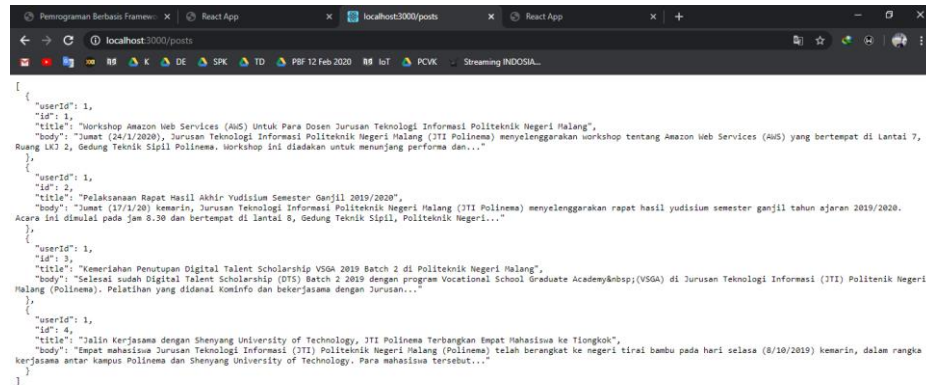 Pemrograman Berbasis Framewo
React App
localhost:3000/posts
React App
localhost:3000/posts
K
DE
SPK
TD
PBF 12 Feb 2020
IoT
PCVK
Streaming INDOSIA...
[
{
"userId": 1,
"id": 1,
"title": "Workshop Amazon Web Services (AWS) Untuk Para Dosen Jurusan Teknologi Informasi Politeknik Negeri Malang",
"body": "Jumat (24/1/2020), Jurusan Teknologi Informasi Politeknik Negeri Malang (JTI Polinema) menyelenggarakan workshop tentang Amazon Web Services (AWS) yang bertempat di Lantai 7,
Ruang LKJ 2, Gedung Teknik Sipil Polinema. Workshop ini diadakan untuk menunjang performa dan..."
},
{
"userId": 1,
"id": 2,
"title": "Pelaksanaan Rapat Hasil Akhir Yudisium Semester Ganjil 2019/2020",
"body": "Jumat (17/1/20) kemarin, Jurusan Teknologi Informasi Politeknik Negeri Malang (JTI Polinema) menyelenggarakan rapat hasil yudisium semester ganjil tahun ajaran 2019/2020.
Acara ini dimulai pada jam 8.30 dan bertempat di lantai 8, Gedung Teknik Sipil, Politeknik Negeri..."
},
{
"userId": 1,
"id": 3,
"title": "Kemeriahan Penutupan Digital Talent Scholarship VSGA 2019 Batch 2 di Politeknik Negeri Malang",
"body": "Selesai sudah Digital Talent Scholarship (DTS) Batch 2 2019 dengan program Vocational School Graduate Academy&nbsp;(VSGA) di Jurusan Teknologi Informasi (JTI) Politenik Negeri
Malang (Polinema). Pelatihan yang didanai Kominfo dan bekerjasama dengan Jurusan..."
},
{
"userId": 1,
"id": 4,
"title": "Jalin Kerjasama dengan Shenyang University of Technology, JTI Polinema Terbangkan Empat Mahasiswa ke Tiongkok",
"body": "Empat mahasiswa Jurusan Teknologi Informasi (JTI) Politeknik Negeri Malang (Polinema) telah berangkat ke negeri tirai bambu pada hari selasa (8/10/2019) kemarin, dalam rangka
kerjasama antar kampus Polinema dan Shenyang University of Technology. Para mahasiswa tersebut..."
}
]